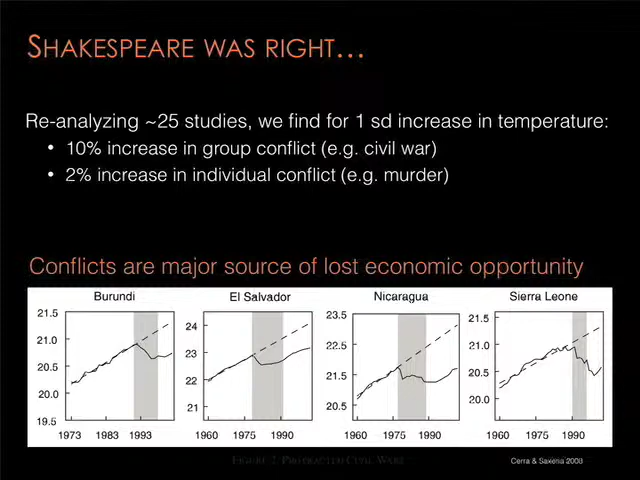 SHAKESPEARE WAS RIGHT...
Re-analyzing ~25 studies, we find for 1 sd increase in temperature:
• 10% increase in group conflict (e.g. civil war)
• 2% increase in individual conflict (e.g. murder)
Conflicts are major source of lost economic opportunity
Burundi El Salvador Nicaragua Sierra Leone
21.5 21.0 20.5 20.0 19.5
1973 1983 1993
24 23 22 21
1960 1975 1990
23.5 22.5 21.5 20.5
1960 1975 1990
21.5 21.0 20.5 20.0
1960 1975 1990
FIGURE 2. PROTRACTED CIVIL WARS
Cerra & Saxena 2008